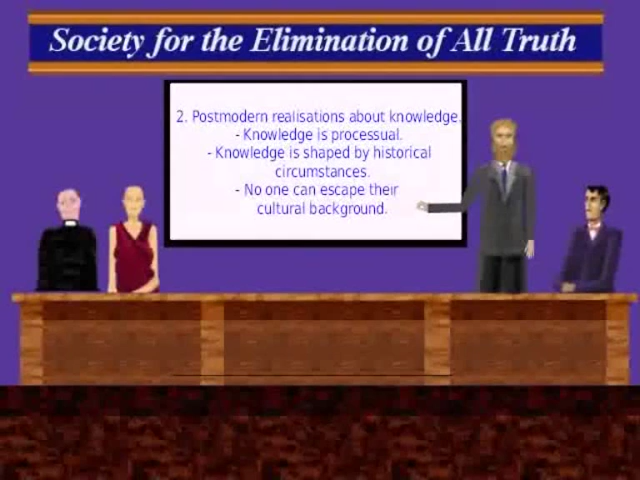 Society for the Elimination of All Truth
2. Postmodern realisations about knowledge.
- Knowledge is processual.
- Knowledge is shaped by historical
circumstances.
- No one can escape their
cultural background.